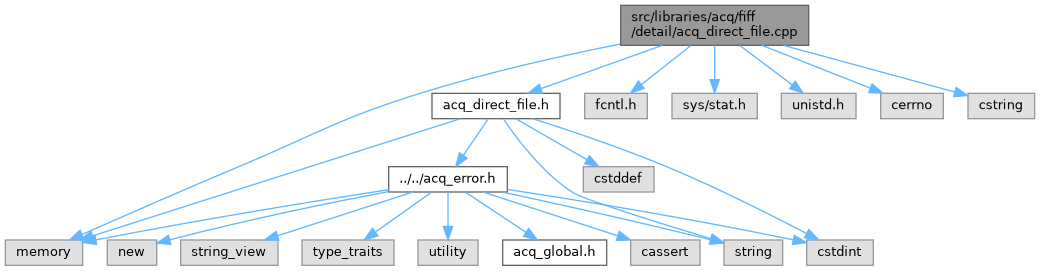 src/libraries/acq/fiff
/detail/acq_direct_file.cpp
acq_direct_file.h
fcntl.h
sys/stat.h
unistd.h
cerrno
cstring
../../acq_error.h
cstddef
memory
new
string_view
type_traits
utility
acq_global.h
cassert
string
cstdint